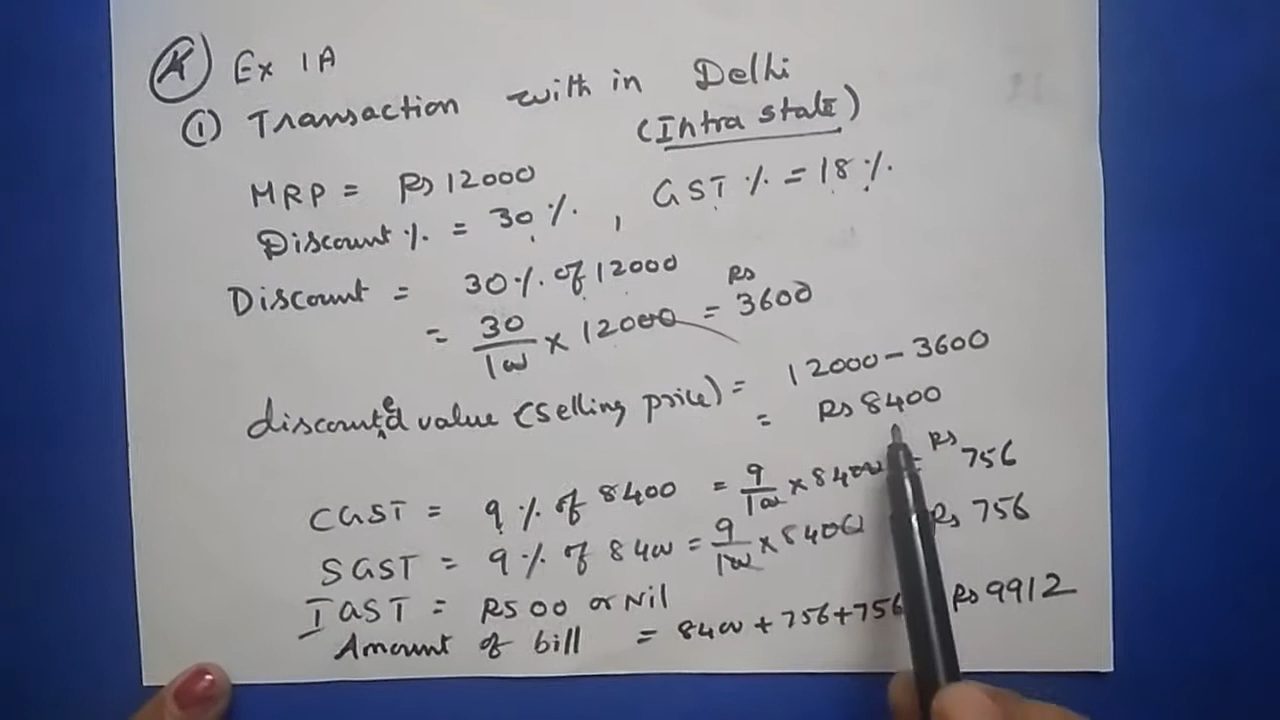 K Ex 1A
① Transaction with in Delhi
(Intra state)
MRP = Rs 12000
Discount % = 30 % , GST % = 18 %.
Discount = 30 % of 12000
= 30/100 × 12000 = Rs 3600
discounted value (selling price) = 12000 - 3600
= Rs 8400
CGST = 9 % of 8400 = 9/100 × 8400 = Rs 756
SGST = 9 % of 8400 = 9/100 × 8400 Rs 756
IGST = Rs 00 or Nil
Amount of bill = 8400 + 756 + 756 Rs 9912